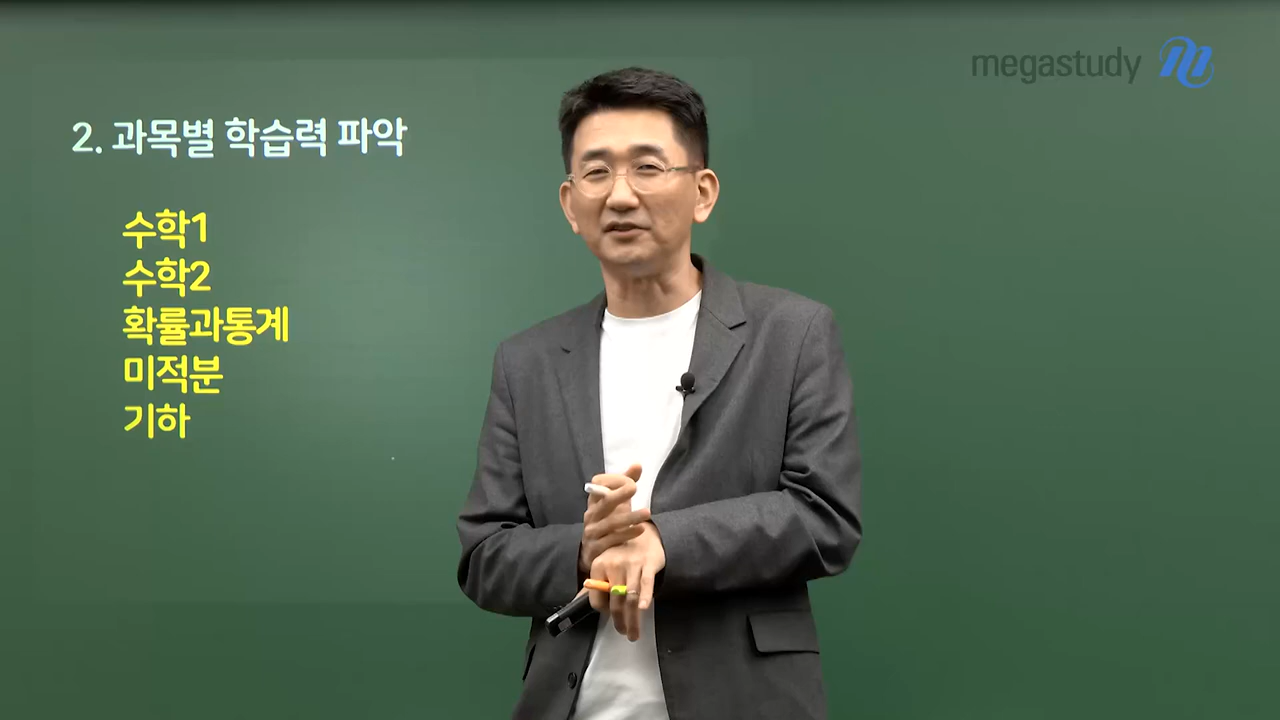 megastudy
2. 과목별 학습력 파악
수학1
수학2
확률과통계
미적분
기하